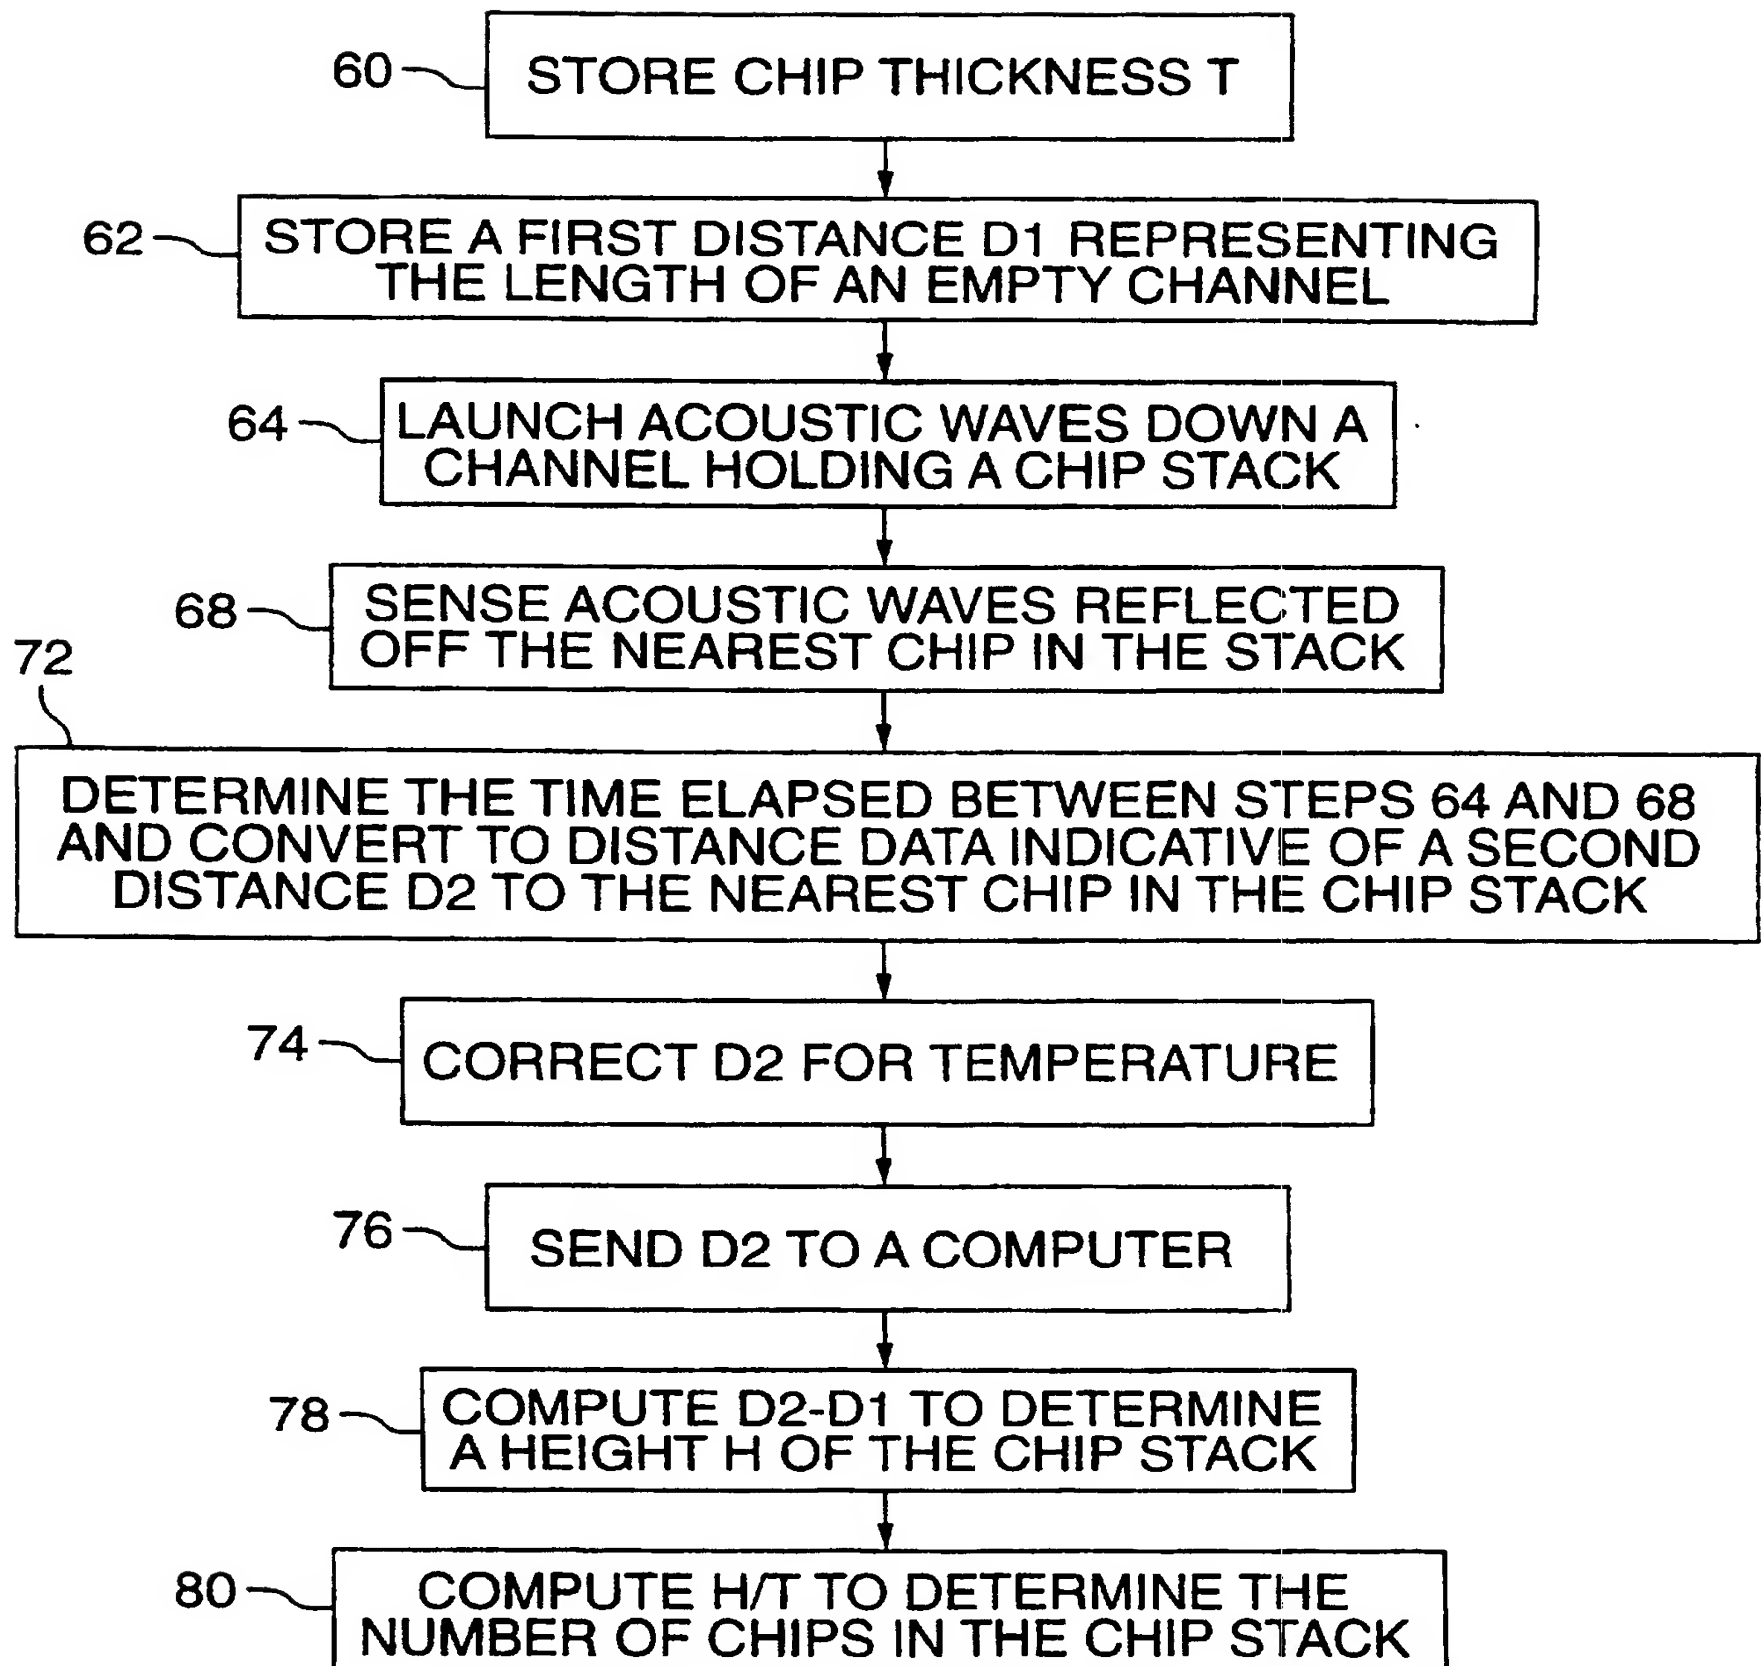 60
STORE CHIP THICKNESS T
62
STORE A FIRST DISTANCE D1 REPRESENTING
THE LENGTH OF AN EMPTY CHANNEL
64
LAUNCH ACOUSTIC WAVES DOWN A
CHANNEL HOLDING A CHIP STACK
68
SENSE ACOUSTIC WAVES REFLECTED
OFF THE NEAREST CHIP IN THE STACK
72
DETERMINE THE TIME ELAPSED BETWEEN STEPS 64 AND 68
AND CONVERT TO DISTANCE DATA INDICATIVE OF A SECOND
DISTANCE D2 TO THE NEAREST CHIP IN THE CHIP STACK
74
CORRECT D2 FOR TEMPERATURE
76
SEND D2 TO A COMPUTER
78
COMPUTE D2-D1 TO DETERMINE
A HEIGHT H OF THE CHIP STACK
80
COMPUTE H/T TO DETERMINE THE
NUMBER OF CHIPS IN THE CHIP STACK